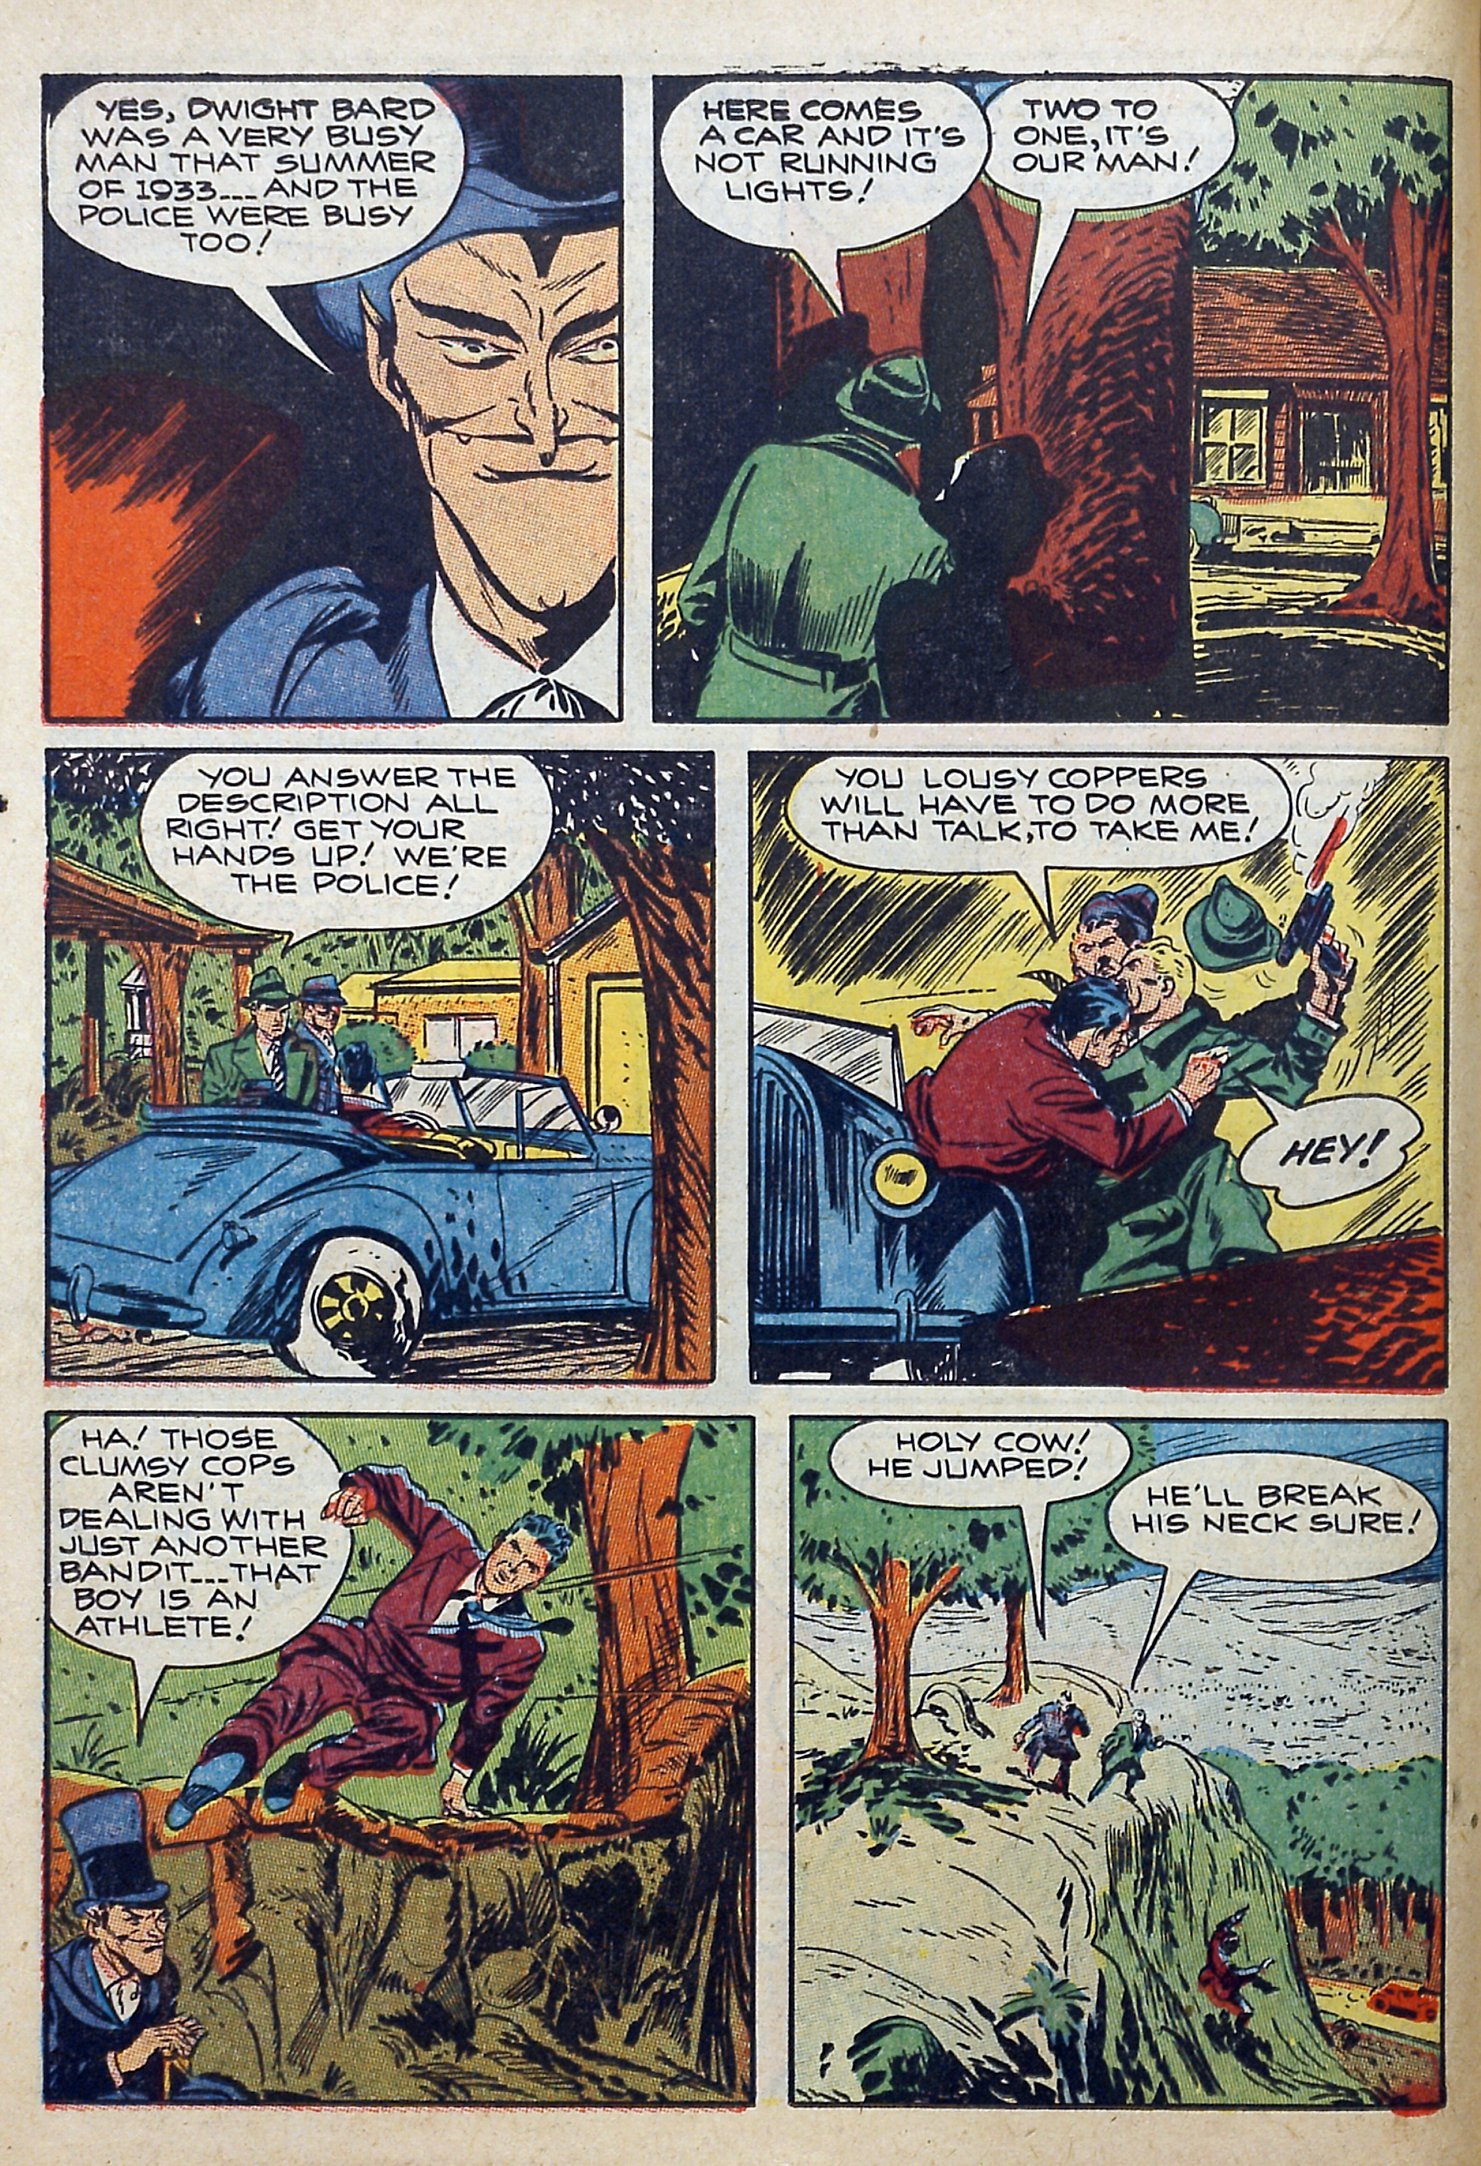 YES, DWIGHT BARD
WAS A VERY BUSY
MAN THAT SUMMER
OF 1933___ AND THE
POLICE WERE BUSY
TOO!
HERE COMES
A CAR AND IT'S
NOT RUNNING
LIGHTS!
TWO TO
ONE, IT'S
OUR MAN!
YOU ANSWER THE
DESCRIPTION ALL
RIGHT! GET YOUR
HANDS UP! WE'RE
THE POLICE!
YOU LOUSY COPPERS
WILL HAVE TO DO MORE
THAN TALK, TO TAKE ME!
HEY!
HA! THOSE
CLUMSY COPS
AREN'T
DEALING WITH
JUST ANOTHER
BANDIT___THAT
BOY IS AN
ATHLETE!
HOLY COW!
HE JUMPED!
HE'LL BREAK
HIS NECK SURE!